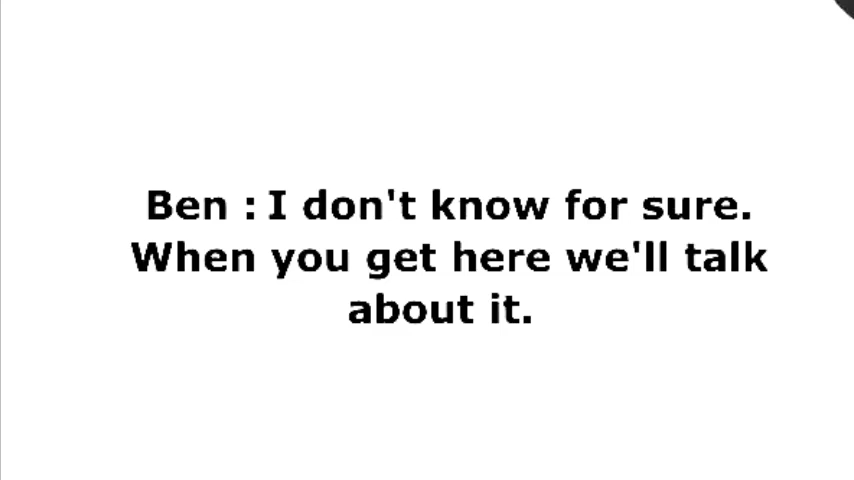 Ben : I don't know for sure.
When you get here we'll talk
about it.